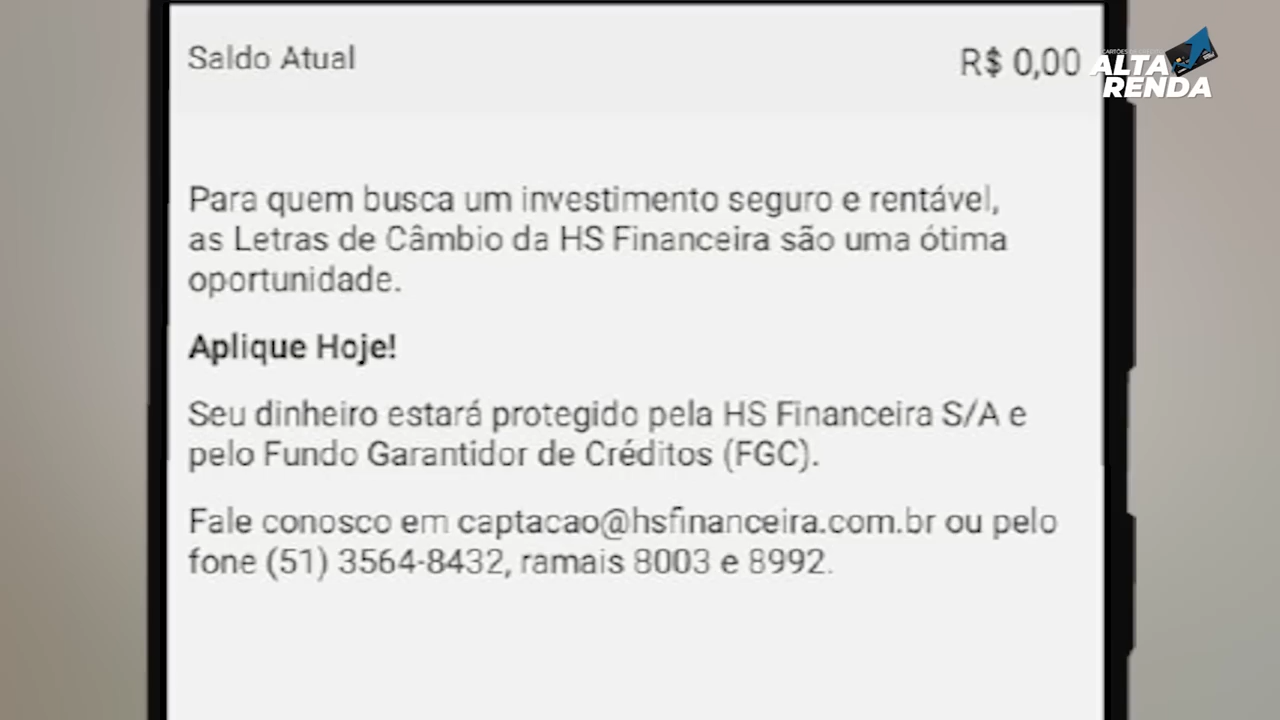 Saldo Atual
R$ 0,00
ALTA
RENDA
Para quem busca um investimento seguro e rentável,
as Letras de Câmbio da HS Financeira são uma ótima
oportunidade.
Aplique Hoje!
Seu dinheiro estará protegido pela HS Financeira S/A e
pelo Fundo Garantidor de Créditos (FGC).
Fale conosco em captacao@hsfinanceira.com.br ou pelo
fone (51) 3564-8432, ramais 8003 e 8992.